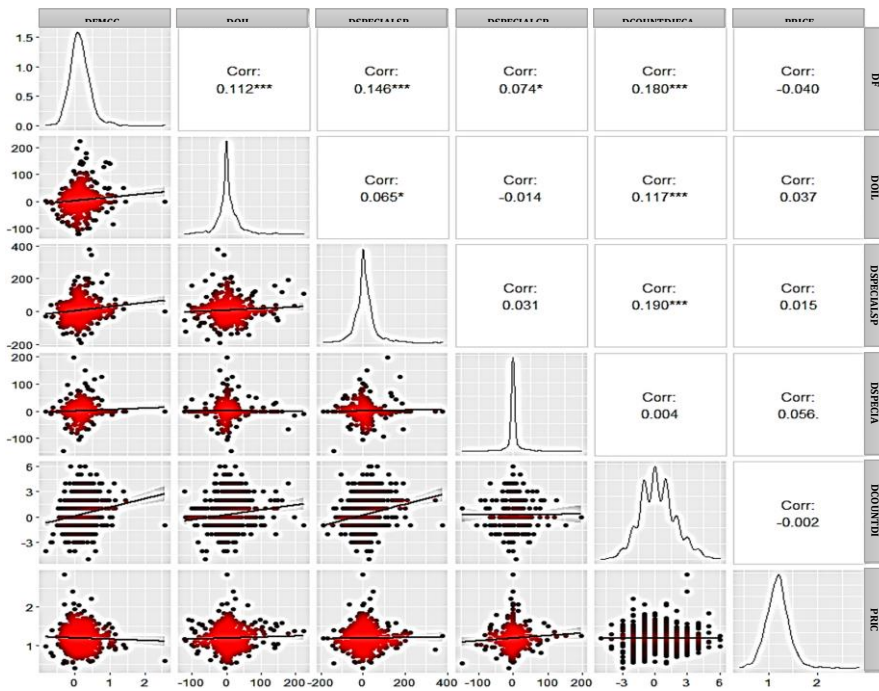 DFMCG DOIL DSPECIALSP DSPECIALGR PRICE
1.5
1.0
0.5
0.0
Corr:
0.112***
Corr:
0.146***
Corr:
0.074*
Corr:
0.180***
Corr:
-0.040
DF
200
100
0
-100
Corr:
0.065*
Corr:
-0.014
Corr:
0.117***
Corr:
0.037
DOIL
400
200
0
-200
Corr:
0.031
Corr:
0.190***
Corr:
0.015
DSPECIALSP
200
100
0
-100
Corr:
0.004
Corr:
0.056.
DSPECIA
6
3
0
-3
Corr:
-0.002
DCOUNTDI
2
1
PRIC
0 1 2
-100 0 100 200
-200 0 200 400
-100 0 100 200
-3 0 3 6
1 2